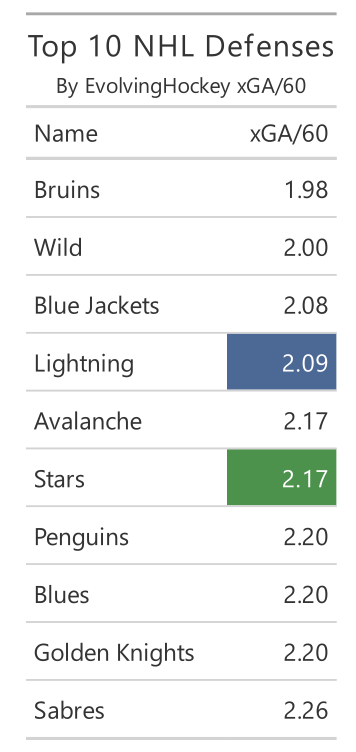 Top 10 NHL Defenses
By EvolvingHockey xGA/60
Name xGA/60
Bruins 1.98
Wild 2.00
Blue Jackets 2.08
Lightning 2.09
Avalanche 2.17
Stars 2.17
Penguins 2.20
Blues 2.20
Golden Knights 2.20
Sabres 2.26